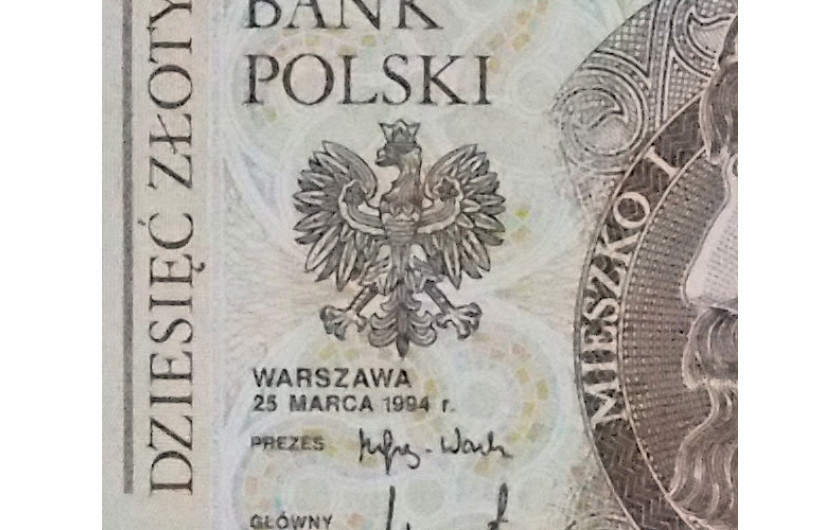 DZIESIĘĆ ZŁOTY
BANK
POLSKI
WARSZAWA
25 MARCA 1994 r.
PREZES
GŁÓWNY
MIESZKO I